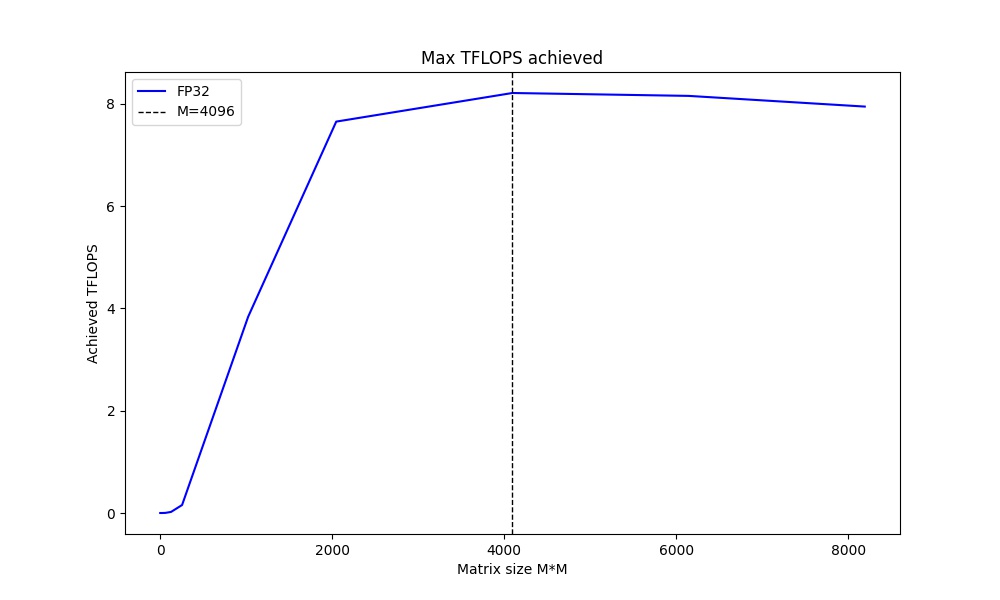 Max TFLOPS achieved
FP32
M=4096
8
6
4
2
0
Achieved TFLOPS
0 2000 4000 6000 8000
Matrix size M*M